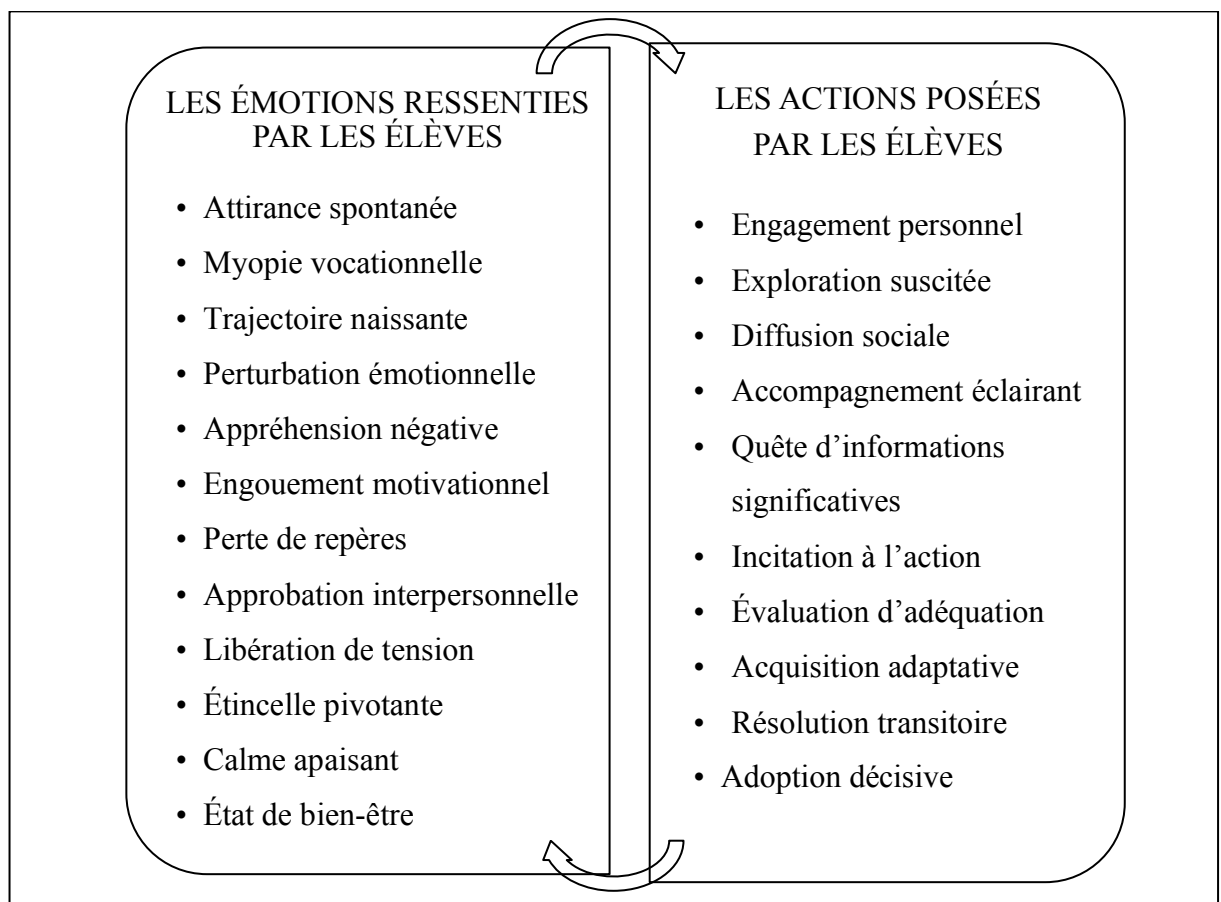 LES ÉMOTIONS RESSENTIES
PAR LES ÉLÈVES
• Attirance spontanée
• Myopie vocationnelle
• Trajectoire naissante
• Perturbation émotionnelle
• Appréhension négative
• Engouement motivationnel
• Perte de repères
• Approbation interpersonnelle
• Libération de tension
• Étincelle pivotante
• Calme apaisant
• État de bien-être
LES ACTIONS POSÉES
PAR LES ÉLÈVES
• Engagement personnel
• Exploration suscitée
• Diffusion sociale
• Accompagnement éclairant
• Quête d’informations
significatives
• Incitation à l’action
• Évaluation d’adéquation
• Acquisition adaptative
• Résolution transitoire
• Adoption décisive